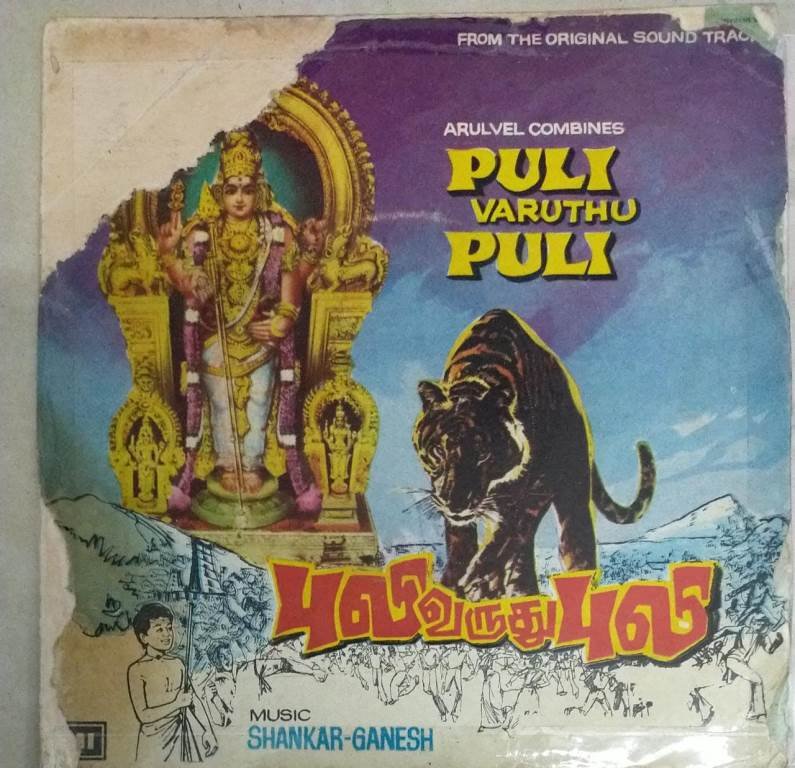 FROM THE ORIGINAL SOUND TRAC
ARULVEL COMBINES
PULI
VARUTHU
PULI
புலி வருது புலி
MUSIC
SHANKAR-GANESH